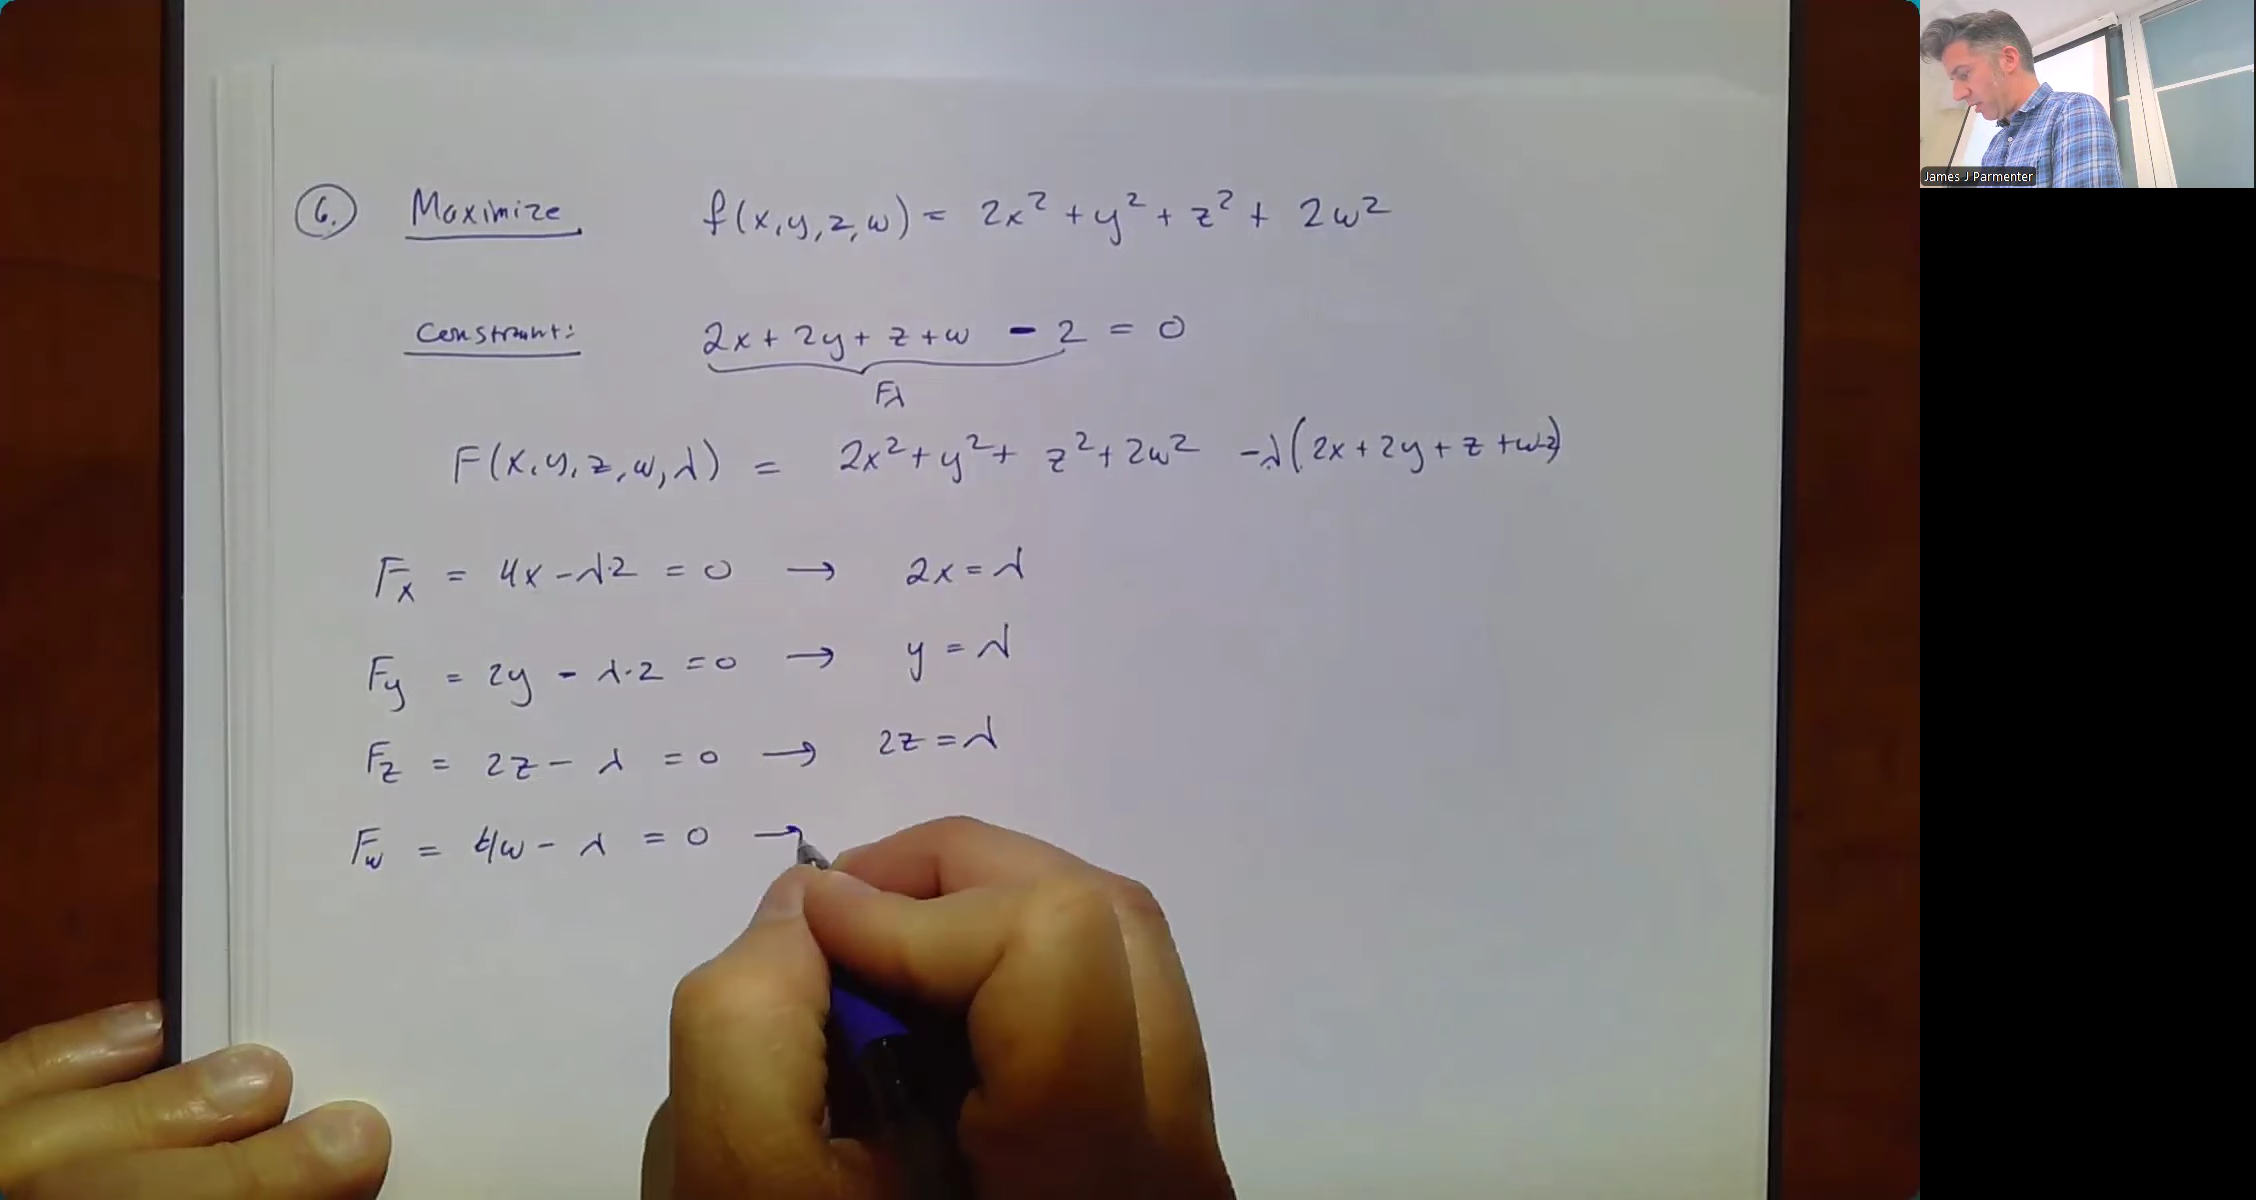 6. Maximize f(x,y,z,w) = 2x² + y² + z² + 2w²
Constraint: 2x + 2y + z + w - 2 = 0
Fλ
F(x,y,z,w,λ) = 2x² + y² + z² + 2w² - λ(2x + 2y + z + w-2)
Fx = 4x - λ·2 = 0 → 2x = λ
Fy = 2y - λ·2 = 0 → y = λ
Fz = 2z - λ = 0 → 2z = λ
Fw = 4w - λ = 0 →
James J Parmenter